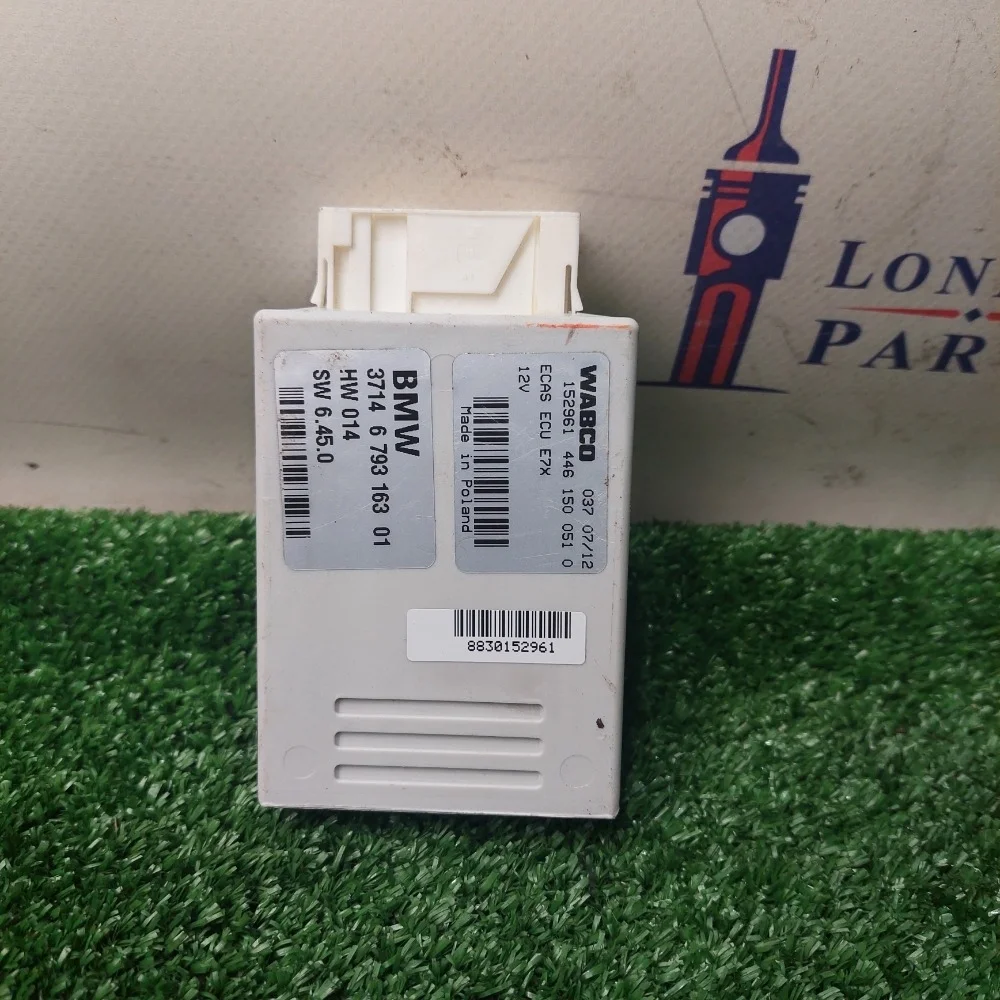 BMW
3714 6 793 163 01
HW 014
SW 6.45.0
WABCO 037 07/12
152961 446 150 051 0
ECAS ECU E7X
12V
Made in Poland
8830152961
LON
PAR